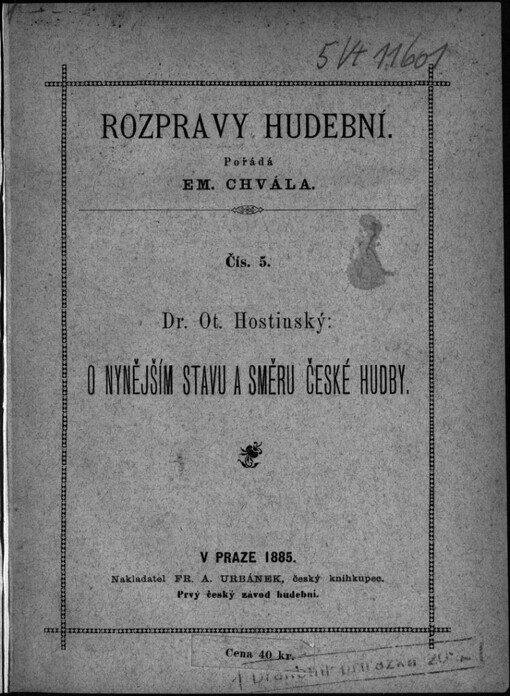 5 Vt 11601
ROZPRAVY HUDEBNÍ.
Pořádá
EM. CHVÁLA.
Čís. 5.
Dr. Ot. Hostinský:
O NYNĚJŠÍM STAVU A SMĚRU ČESKÉ HUDBY.
V PRAZE 1885.
Nakladatel FR. A. URBÁNEK, český knihkupec.
Prvý český závod hudební.
Cena 40 kr.